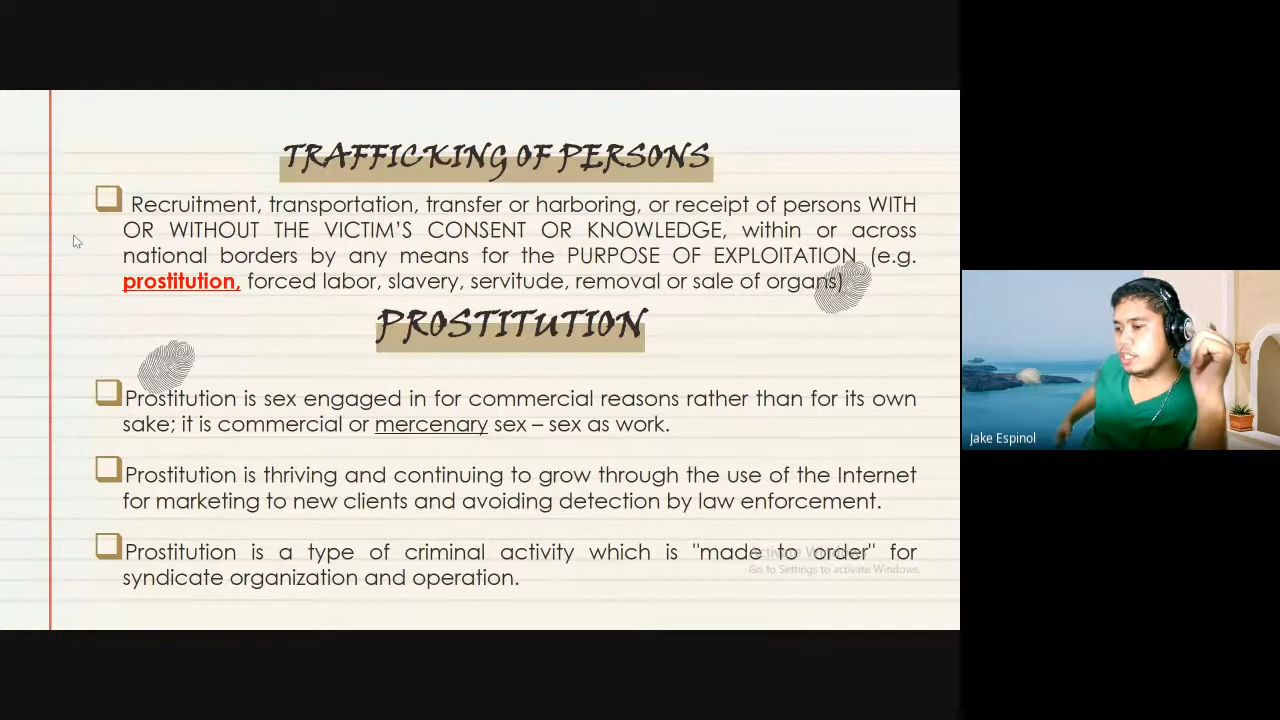 TRAFFICKING OF PERSONS
Recruitment, transportation, transfer or harboring, or receipt of persons WITH
OR WITHOUT THE VICTIM'S CONSENT OR KNOWLEDGE, within or across
national borders by any means for the PURPOSE OF EXPLOITATION (e.g.
prostitution, forced labor, slavery, servitude, removal or sale of organs)
PROSTITUTION
Prostitution is sex engaged in for commercial reasons rather than for its own
sake; it is commercial or mercenary sex – sex as work.
Prostitution is thriving and continuing to grow through the use of the Internet
for marketing to new clients and avoiding detection by law enforcement.
Prostitution is a type of criminal activity which is "made to order" for
syndicate organization and operation.
Activate Windows
Go to Settings to activate Windows.
Jake Espinol